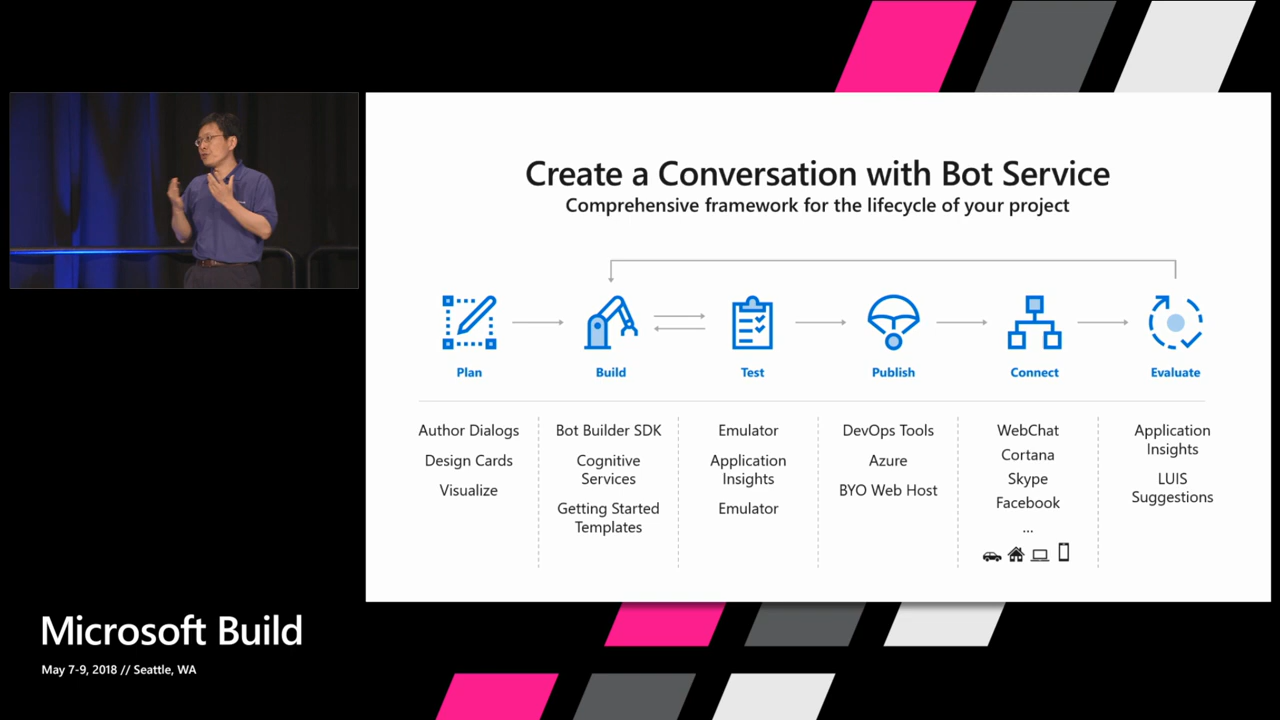 Create a Conversation with Bot Service
Comprehensive framework for the lifecycle of your project
Plan
Build
Test
Publish
Connect
Evaluate
Author Dialogs
Design Cards
Visualize
Bot Builder SDK
Cognitive
Services
Getting Started
Templates
Emulator
Application
Insights
Emulator
DevOps Tools
Azure
BYO Web Host
WebChat
Cortana
Skype
Facebook
...
Application
Insights
LUIS
Suggestions
Microsoft Build
May 7-9, 2018 // Seattle, WA